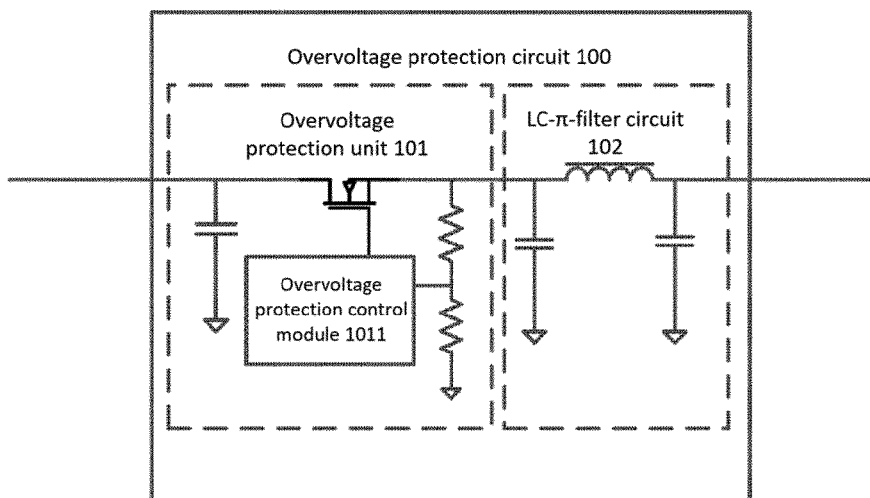 Overvoltage protection circuit 100
Overvoltage
protection unit 101
LC-π-filter circuit
102
Overvoltage
protection control
module 1011